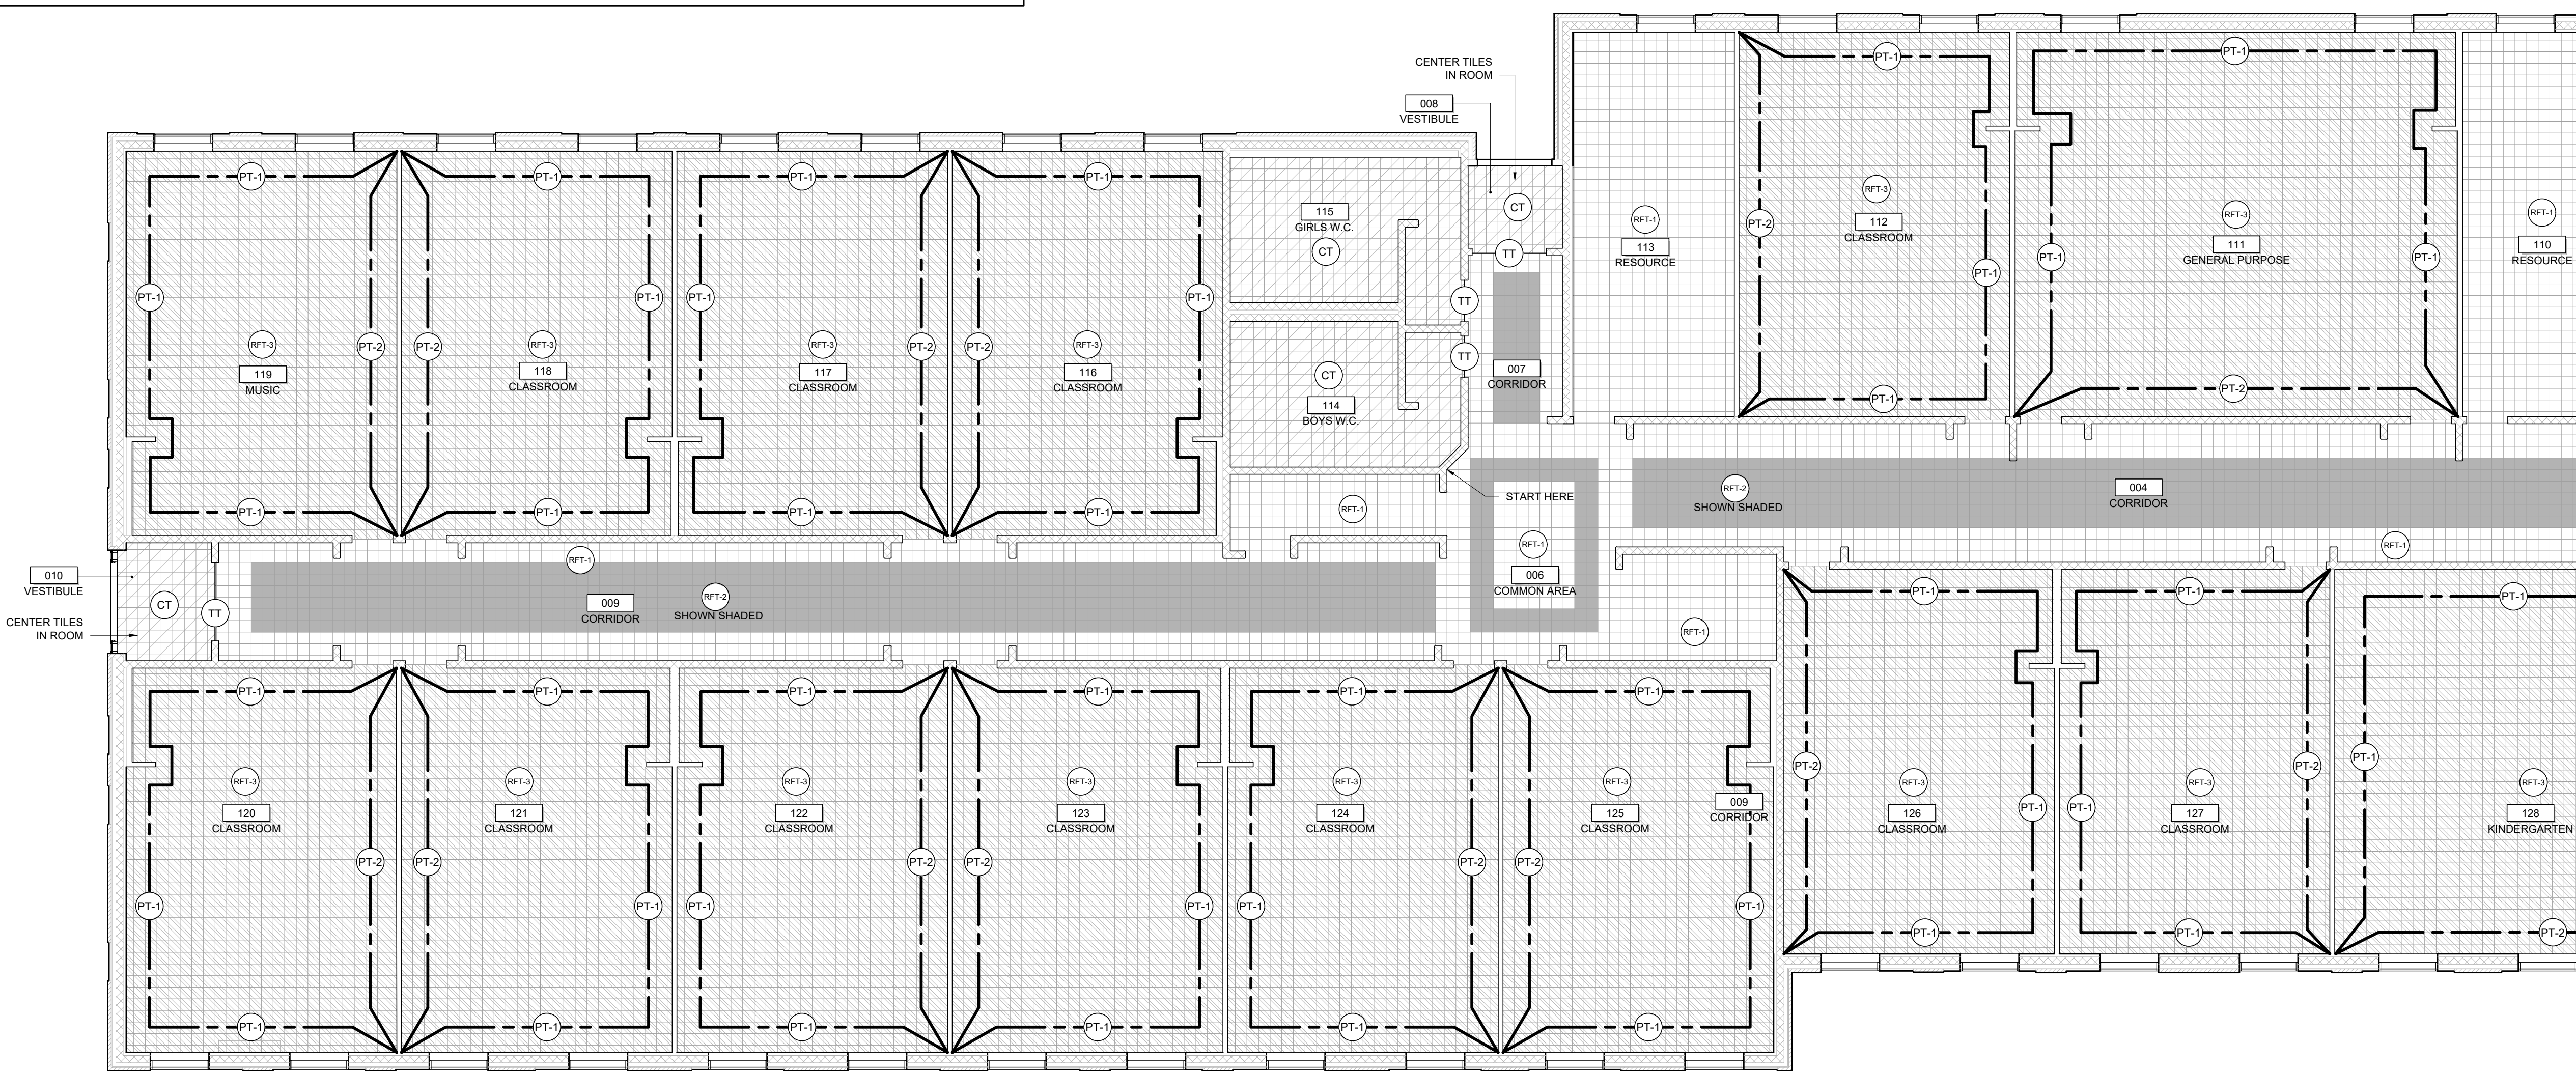 CENTER TILES
IN ROOM
008
VESTIBULE
CT
TT
PT-1
PT-1
PT-1
PT-1
PT-1
PT-1
PT-1
PT-1
PT-2
PT-2
PT-2
PT-2
PT-1
PT-1
PT-1
PT-1
RFT-3
119
MUSIC
RFT-3
118
CLASSROOM
RFT-3
117
CLASSROOM
RFT-3
116
CLASSROOM
115
GIRLS W.C.
CT
CT
114
BOYS W.C.
TT
TT
007
CORRIDOR
RFT-1
113
RESOURCE
PT-1
PT-2
RFT-3
112
CLASSROOM
PT-1
PT-1
PT-1
PT-1
RFT-3
111
GENERAL PURPOSE
PT-1
PT-2
RFT-1
110
RESOURCE
START HERE
RFT-1
RFT-1
006
COMMON AREA
RFT-1
RFT-2
SHOWN SHADED
004
CORRIDOR
RFT-1
010
VESTIBULE
CENTER TILES
IN ROOM
CT
TT
RFT-1
009
CORRIDOR
RFT-2
SHOWN SHADED
PT-1
PT-1
PT-1
PT-1
PT-1
PT-1
RFT-3
120
CLASSROOM
RFT-3
121
CLASSROOM
RFT-3
122
CLASSROOM
RFT-3
123
CLASSROOM
RFT-3
124
CLASSROOM
RFT-3
125
CLASSROOM
009
CORRIDOR
PT-1
PT-2
PT-2
PT-1
PT-1
PT-2
PT-2
PT-1
PT-1
PT-2
PT-2
PT-1
PT-1
PT-1
PT-1
PT-1
PT-1
PT-1
PT-1
PT-1
PT-1
PT-2
RFT-3
126
CLASSROOM
PT-1
PT-1
RFT-3
127
CLASSROOM
PT-2
PT-1
RFT-3
128
KINDERGARTEN
PT-1
PT-1
PT-2